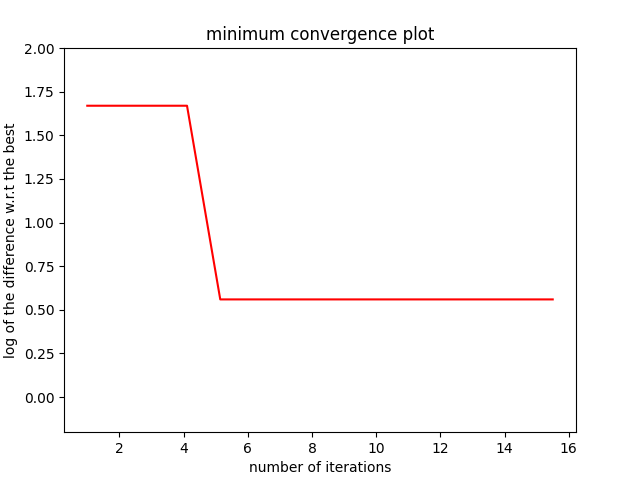 minimum convergence plot
2.00
1.75
1.50
1.25
1.00
0.75
0.50
0.25
0.00
log of the difference w.r.t the best
2 4 6 8 10 12 14 16
number of iterations